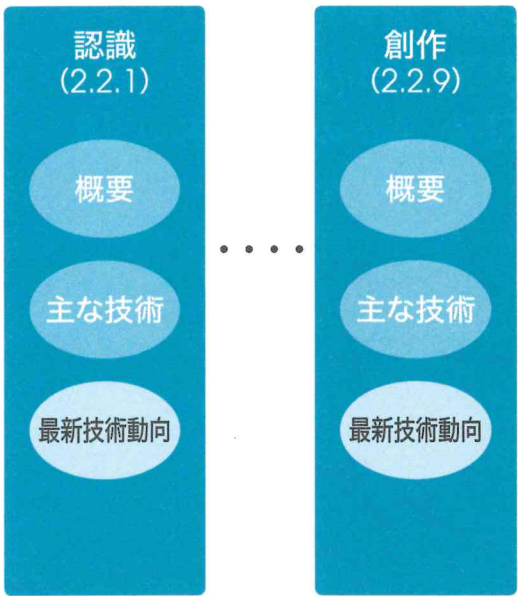 認識
(2.2.1)
概要
主な技術
最新技術動向
創作
(2.2.9)
概要
主な技術
最新技術動向